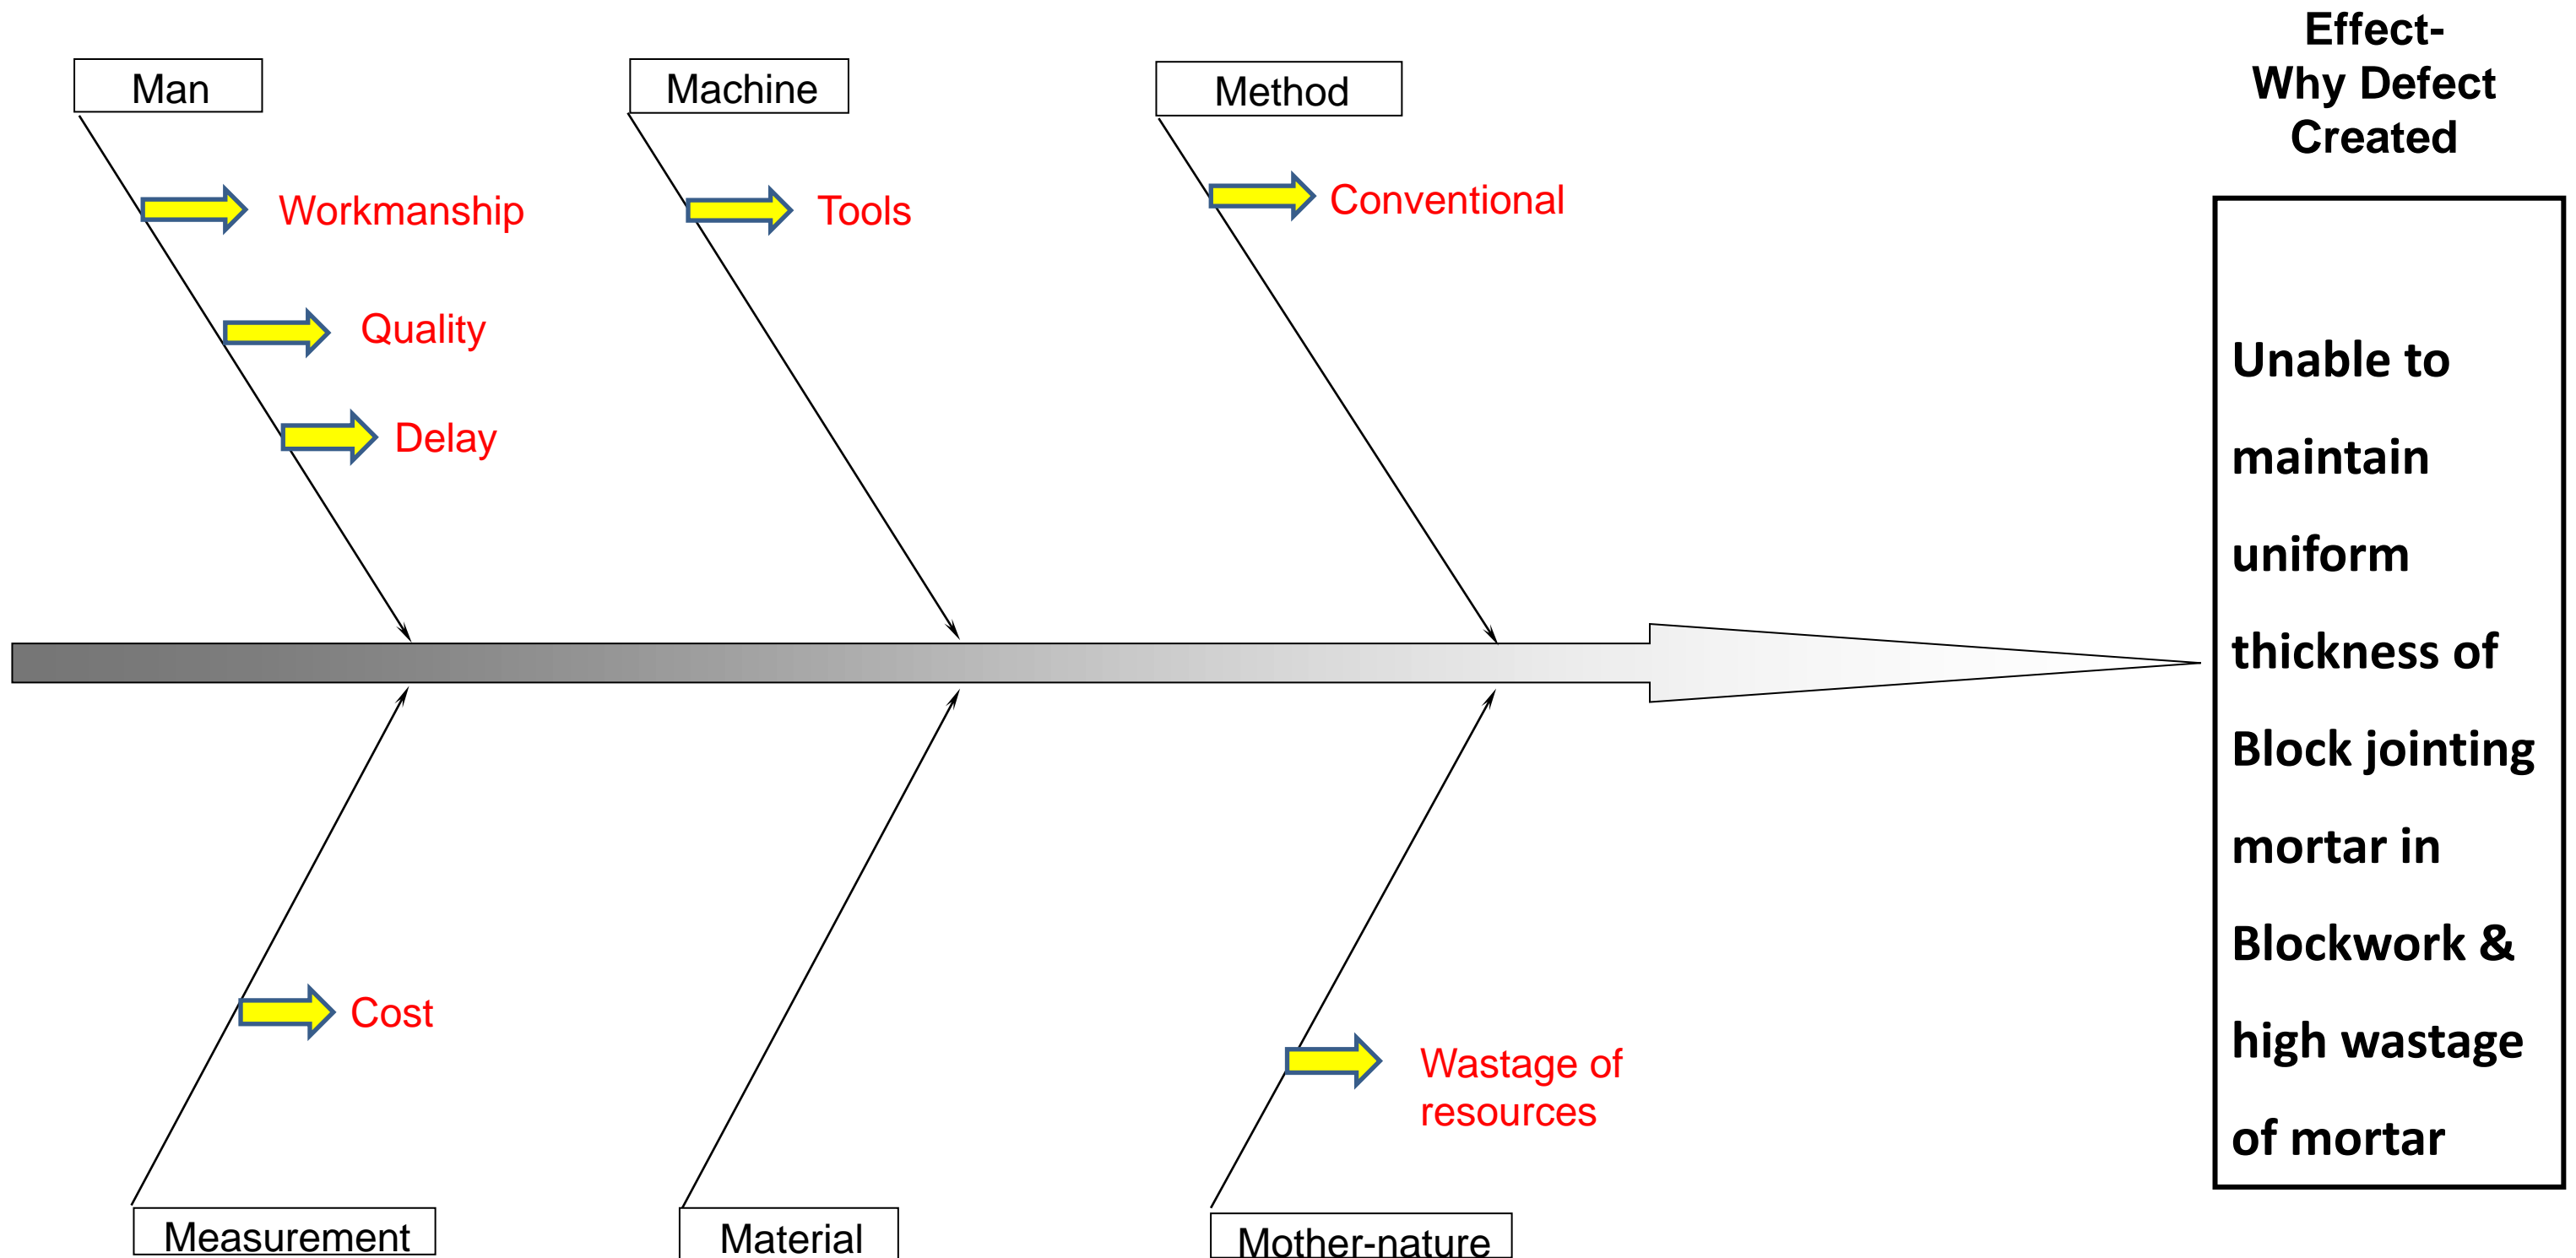 Effect-
Why Defect
Created
Man
Machine
Method
Workmanship
Tools
Conventional
Quality
Delay
Unable to
maintain
uniform
thickness of
Block jointing
mortar in
Blockwork &
high wastage
of mortar
Cost
Wastage of
resources
Measurement
Material
Mother-nature